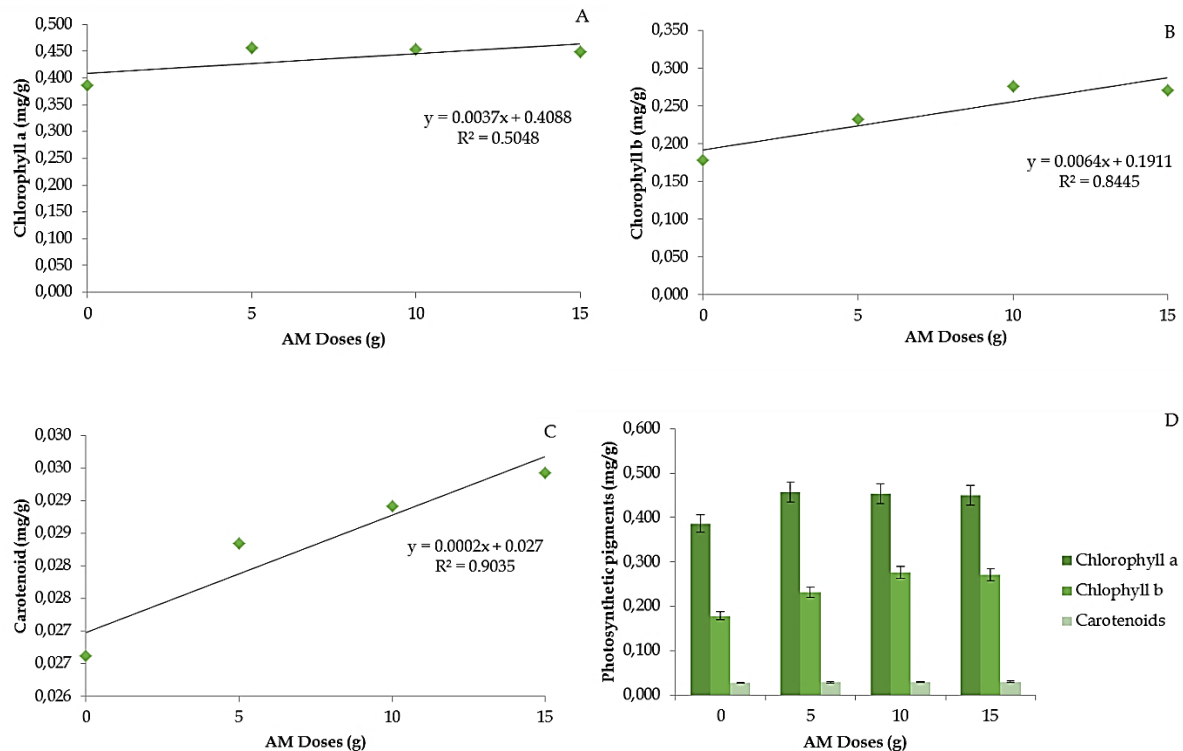 A
0,500
0,450
0,400
0,350
0,300
0,250
0,200
0,150
0,100
0,050
0,000
Chlorophyll a (mg/g)
y = 0.0037x + 0.4088
R² = 0.5048
0 5 10 15
AM Doses (g)
B
0,350
0,300
0,250
0,200
0,150
0,100
0,050
0,000
Chorophyll b (mg/g)
y = 0.0064x + 0.1911
R² = 0.8445
0 5 10 15
AM Doses (g)
C
0,030
0,030
0,029
0,029
0,028
0,028
0,027
0,027
0,026
Carotenoid (mg/g)
y = 0.0002x + 0.027
R² = 0.9035
0 5 10 15
AM Doses (g)
D
0,600
0,500
0,400
0,300
0,200
0,100
0,000
Photosynthetic pigments (mg/g)
Chlorophyll a
Chlophyll b
Carotenoids
0 5 10 15
AM Doses (g)